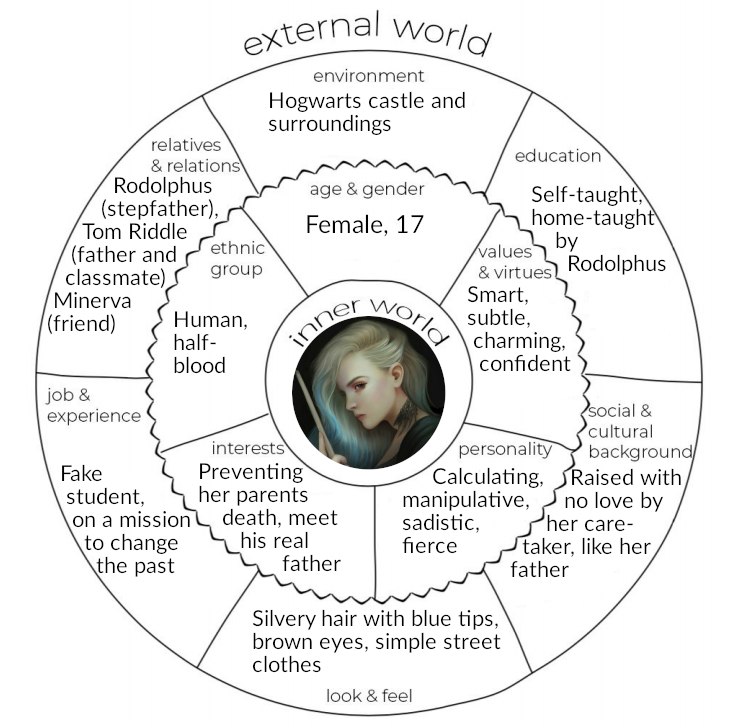 external world
environment
Hogwarts castle and
surroundings
relatives
& relations
Rodolphus
(stepfather),
Tom Riddle
(father and
classmate)
Minerva
(friend)
education
Self-taught,
home-taught
by
Rodolphus
age & gender
Female, 17
ethnic
group
Human,
half-
blood
values
& virtues
Smart,
subtle,
charming,
confident
inner world
job &
experience
Fake
student,
on a mission
to change
the past
interests
Preventing
her parents
death, meet
his real
father
personality
Calculating,
manipulative,
sadistic,
fierce
social &
cultural
background
Raised with
no love by
her care-
taker, like her
father
Silvery hair with blue tips,
brown eyes, simple street
clothes
look & feel